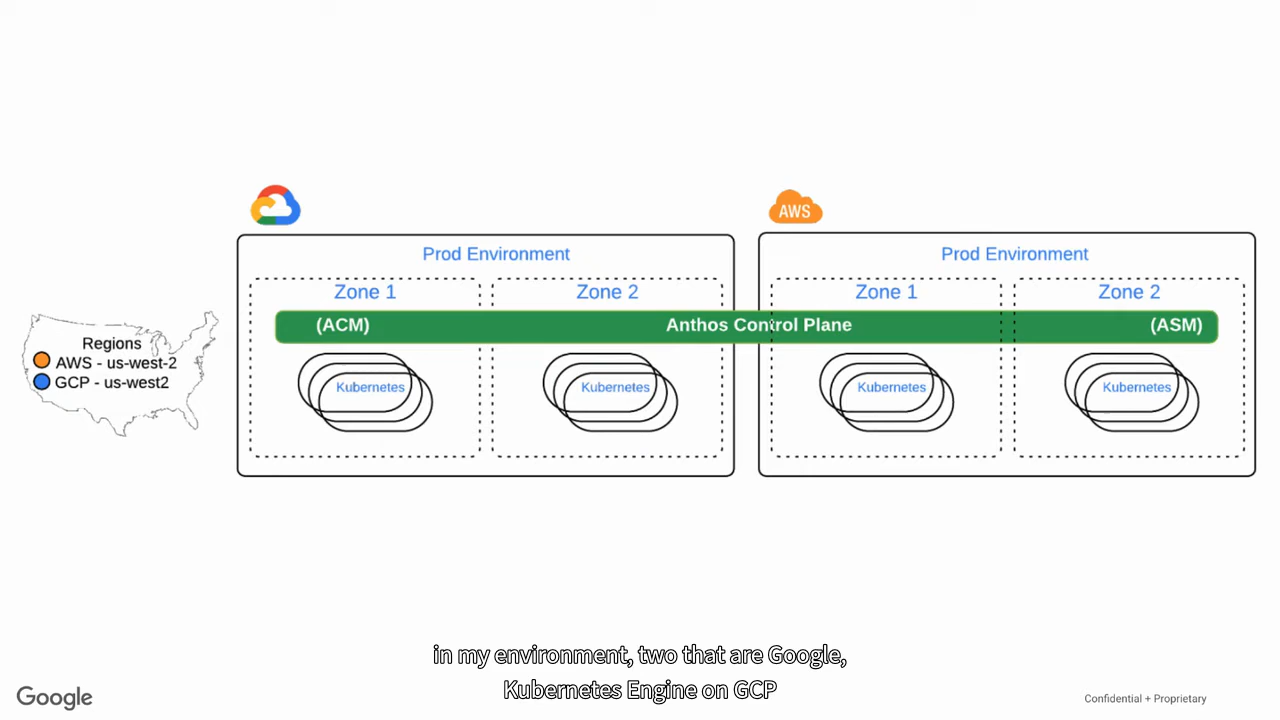 AWS
Prod Environment
Prod Environment
Zone 1
Zone 2
Zone 1
Zone 2
(ACM)
Anthos Control Plane
(ASM)
Regions
AWS - us-west-2
GCP - us-west2
Kubernetes
Kubernetes
Kubernetes
Kubernetes
in my environment, two that are Google,
Kubernetes Engine on GCP
Google
Confidential + Proprietary